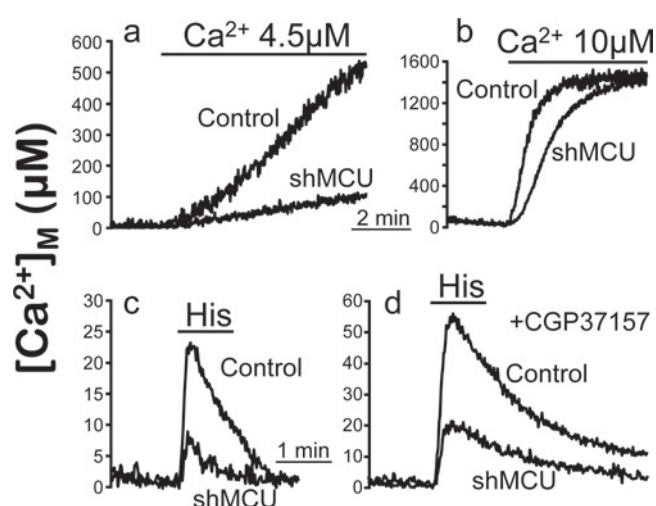 [Ca²⁺]M (μM)
a
Ca²⁺ 4.5μM
600
500
400
300
200
100
0
Control
shMCU
2 min
b
Ca²⁺ 10μM
1600
1200
800
400
0
Control
shMCU
c
His
30
25
20
15
10
5
0
Control
shMCU
1 min
d
His
+CGP37157
60
50
40
30
20
10
0
Control
shMCU